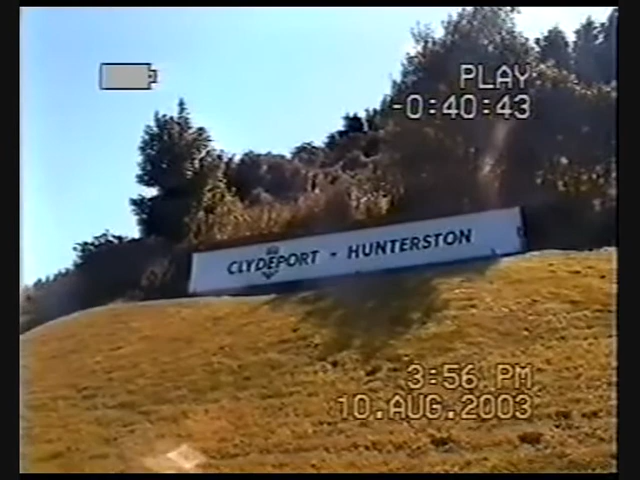 PLAY
-0:40:43
CLYDEPORT - HUNTERSTON
3:56 PM
10.AUG.2003